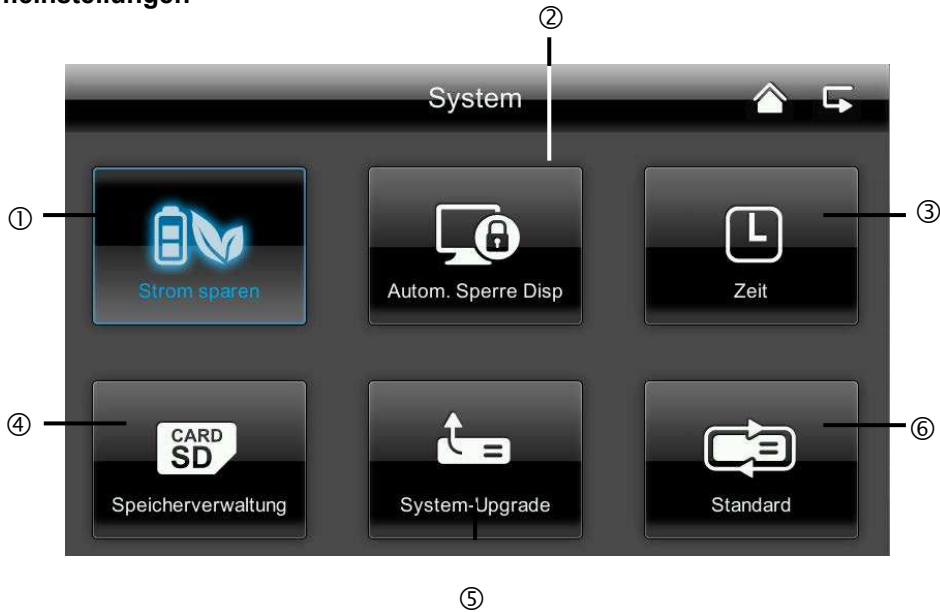 ②
System
①
③
Strom sparen
Autom. Sperre Disp
Zeit
④
CARD
SD
⑥
Speicherverwaltung
System-Upgrade
Standard
⑤